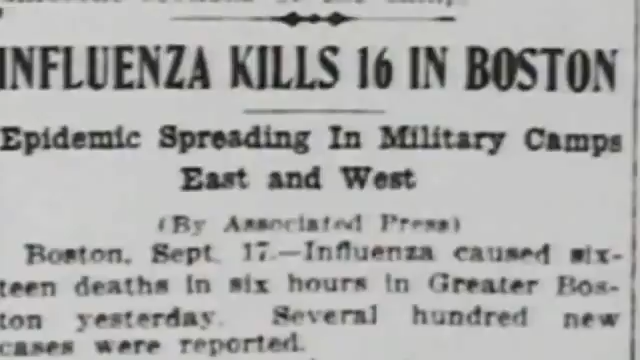 INFLUENZA KILLS 16 IN BOSTON
Epidemic Spreading In Military Camps
East and West
(By Associated Press)
Boston, Sept. 17.—Influenza caused six-
teen deaths in six hours in Greater Bos-
ton yesterday. Several hundred new
cases were reported.